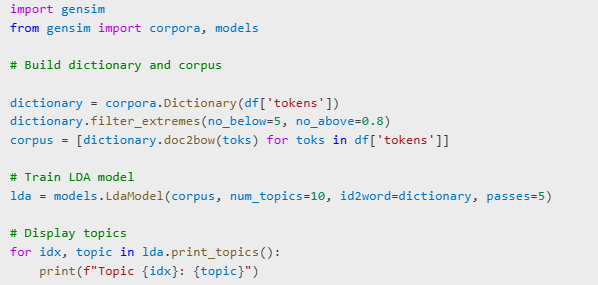 import gensim
from gensim import corpora, models
# Build dictionary and corpus
dictionary = corpora.Dictionary(df['tokens'])
dictionary.filter_extremes(no_below=5, no_above=0.8)
corpus = [dictionary.doc2bow(toks) for toks in df['tokens']]
# Train LDA model
lda = models.LdaModel(corpus, num_topics=10, id2word=dictionary, passes=5)
# Display topics
for idx, topic in lda.print_topics():
    print(f"Topic {idx}: {topic}")